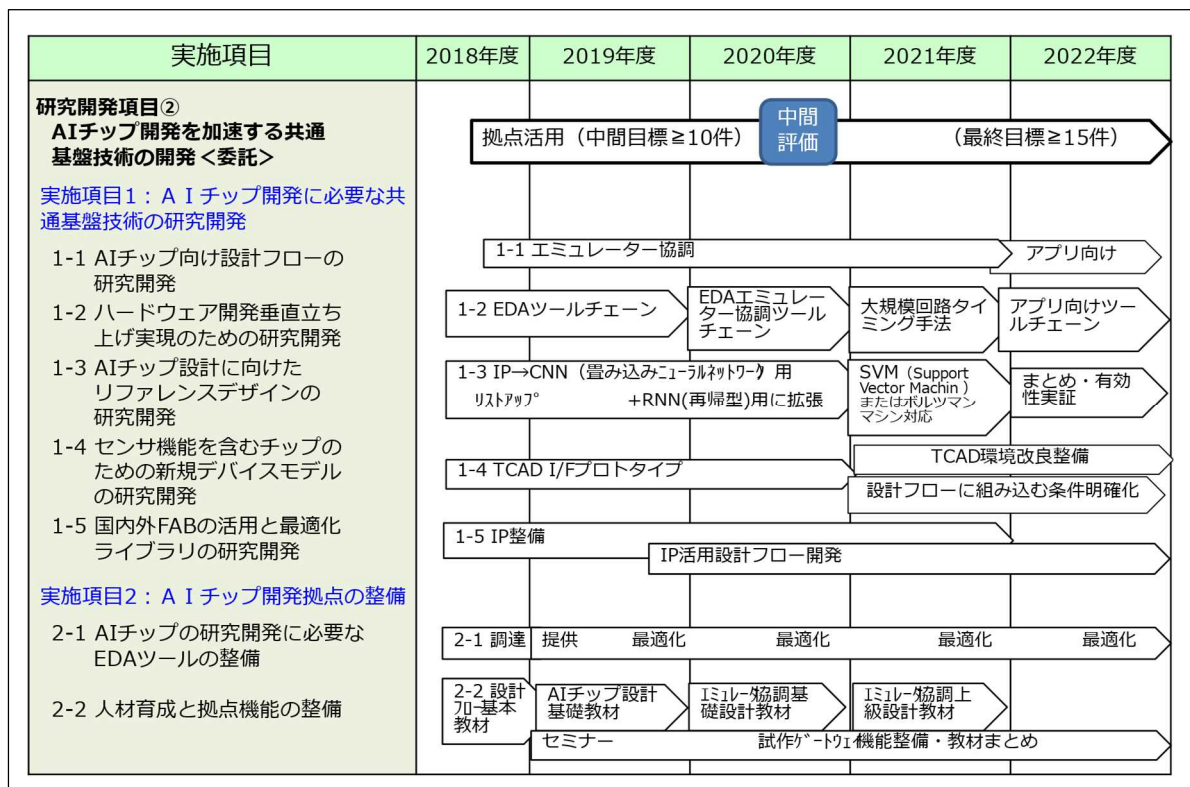 実施項目
2018年度
2019年度
2020年度
2021年度
2022年度
研究開発項目②
AIチップ開発を加速する共通
基盤技術の開発<委託>
拠点活用(中間目標≧10件)
中間
評価
(最終目標≧15件)
実施項目1:AIチップ開発に必要な共
通基盤技術の研究開発
1-1 AIチップ向け設計フローの
研究開発
1-1 エミュレーター協調
アプリ向け
1-2 ハードウェア開発垂直立ち
上げ実現のための研究開発
1-2 EDAツールチェーン
EDAエミュレー
ター協調ツール
チェーン
大規模回路タイ
ミング手法
アプリ向けツー
ルチェーン
1-3 AIチップ設計に向けた
リファレンスデザインの
研究開発
1-3 IP→CNN(畳み込みニューラルネットワーク 用
リストアップ +RNN(再帰型)用に拡張
SVM(Support
Vector Machin )
またはボルツマン
マシン対応
まとめ・有効
性実証
1-4 センサ機能を含むチップの
ための新規デバイスモデル
の研究開発
1-4 TCAD I/Fプロトタイプ
TCAD環境改良整備
設計フローに組み込む条件明確化
1-5 国内外FABの活用と最適化
ライブラリの研究開発
1-5 IP整備
IP活用設計フロー開発
実施項目2:AIチップ開発拠点の整備
2-1 AIチップの研究開発に必要な
EDAツールの整備
2-1 調達
提供 最適化 最適化 最適化 最適化
2-2 人材育成と拠点機能の整備
2-2 設計
フロー基本
教材
AIチップ設計
基礎教材
エミュレータ協調基
礎設計教材
エミュレータ協調上
級設計教材
セミナー 試作ゲートウェイ機能整備・教材まとめ